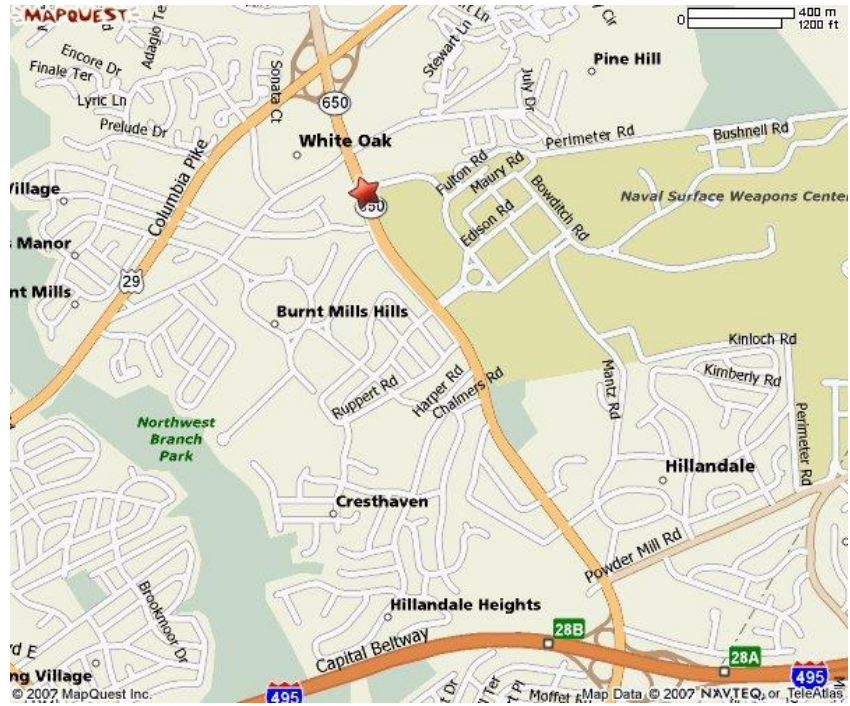 MAPQUEST
400 m
1200 ft
0
Stewart Ln
Adagio Ter
Encore Dr
Finale Ter
Lyric Ln
Prelude Dr
Sonata Ct
Pine Hill
July Dr
650
White Oak
Perimeter Rd
Bushnell Rd
Fulton Rd
Maury Rd
Bowditch Rd
Naval Surface Weapons Center
Columbia Pike
Village
Edison Rd
Manor
29
nt Mills
Burnt Mills Hills
Kinloch Rd
Kimberly Rd
Mantz Rd
Ruppert Rd
Harper Rd
Chalmers Rd
Perimeter Rd
Northwest
Branch
Park
Hillandale
Cresthaven
Powder Mill Rd
Brookmoor Dr
Hillandale Heights
28B
Capital Beltway
28A
rd E
ng Village
495
495
Moffet Rd
© 2007 MapQuest Inc.
Map Data © 2007 NAVTEQ or TeleAtlas